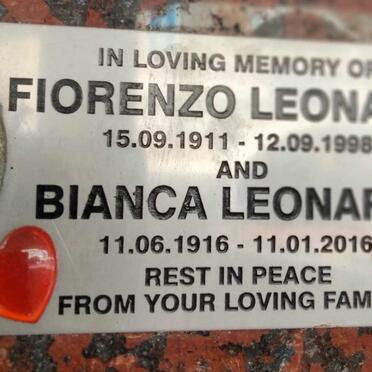 IN LOVING MEMORY OF
FIORENZO LEONA
15.09.1911 - 12.09.1998
AND
BIANCA LEONAR
11.06.1916 - 11.01.2016
REST IN PEACE
FROM YOUR LOVING FAM